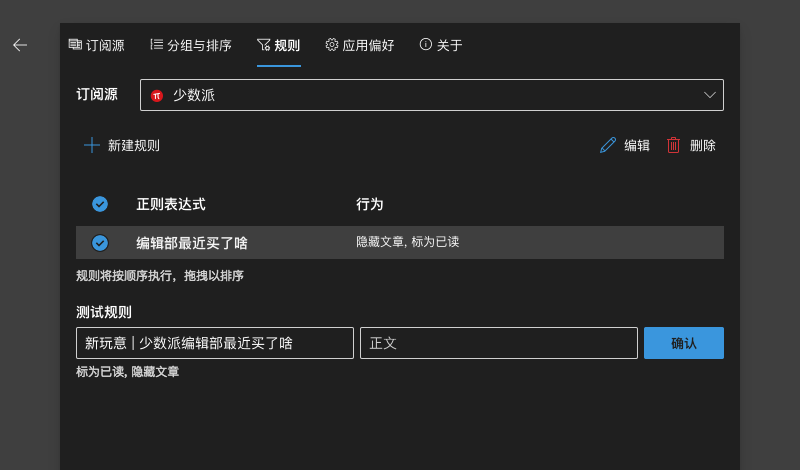 订阅源 分组与排序 规则 应用偏好 关于
订阅源 少数派
新建规则 编辑 删除
正则表达式 行为
编辑部最近买了啥 隐藏文章, 标为已读
规则将按顺序执行，拖拽以排序
测试规则
新玩意 | 少数派编辑部最近买了啥 正文 确认
标为已读, 隐藏文章